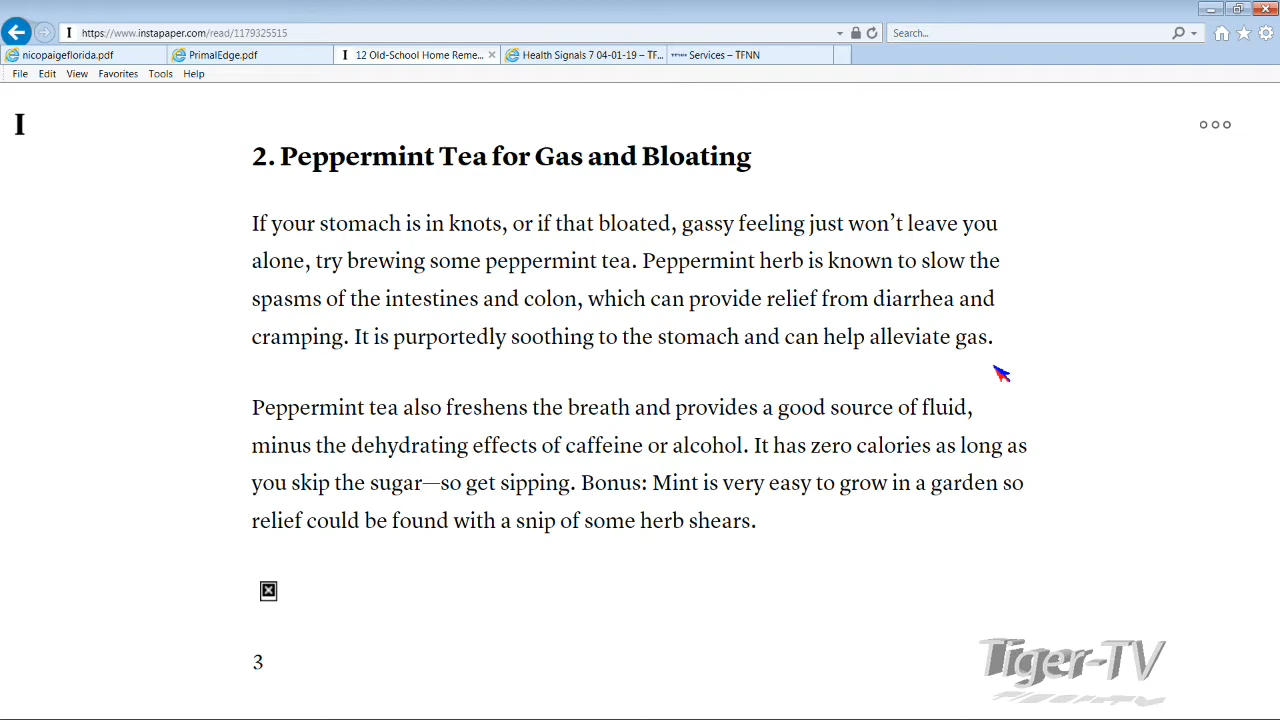 I https://www.instapaper.com/read/1179325515 Search...
nicopaigeflorida.pdf PrimalEdge.pdf I 12 Old-School Home Reme... Health Signals 7 04-01-19 – TF... TFNN Services – TFNN
File Edit View Favorites Tools Help
I
2. Peppermint Tea for Gas and Bloating
If your stomach is in knots, or if that bloated, gassy feeling just won’t leave you
alone, try brewing some peppermint tea. Peppermint herb is known to slow the
spasms of the intestines and colon, which can provide relief from diarrhea and
cramping. It is purportedly soothing to the stomach and can help alleviate gas.
Peppermint tea also freshens the breath and provides a good source of fluid,
minus the dehydrating effects of caffeine or alcohol. It has zero calories as long as
you skip the sugar—so get sipping. Bonus: Mint is very easy to grow in a garden so
relief could be found with a snip of some herb shears.
3
Tiger-TV